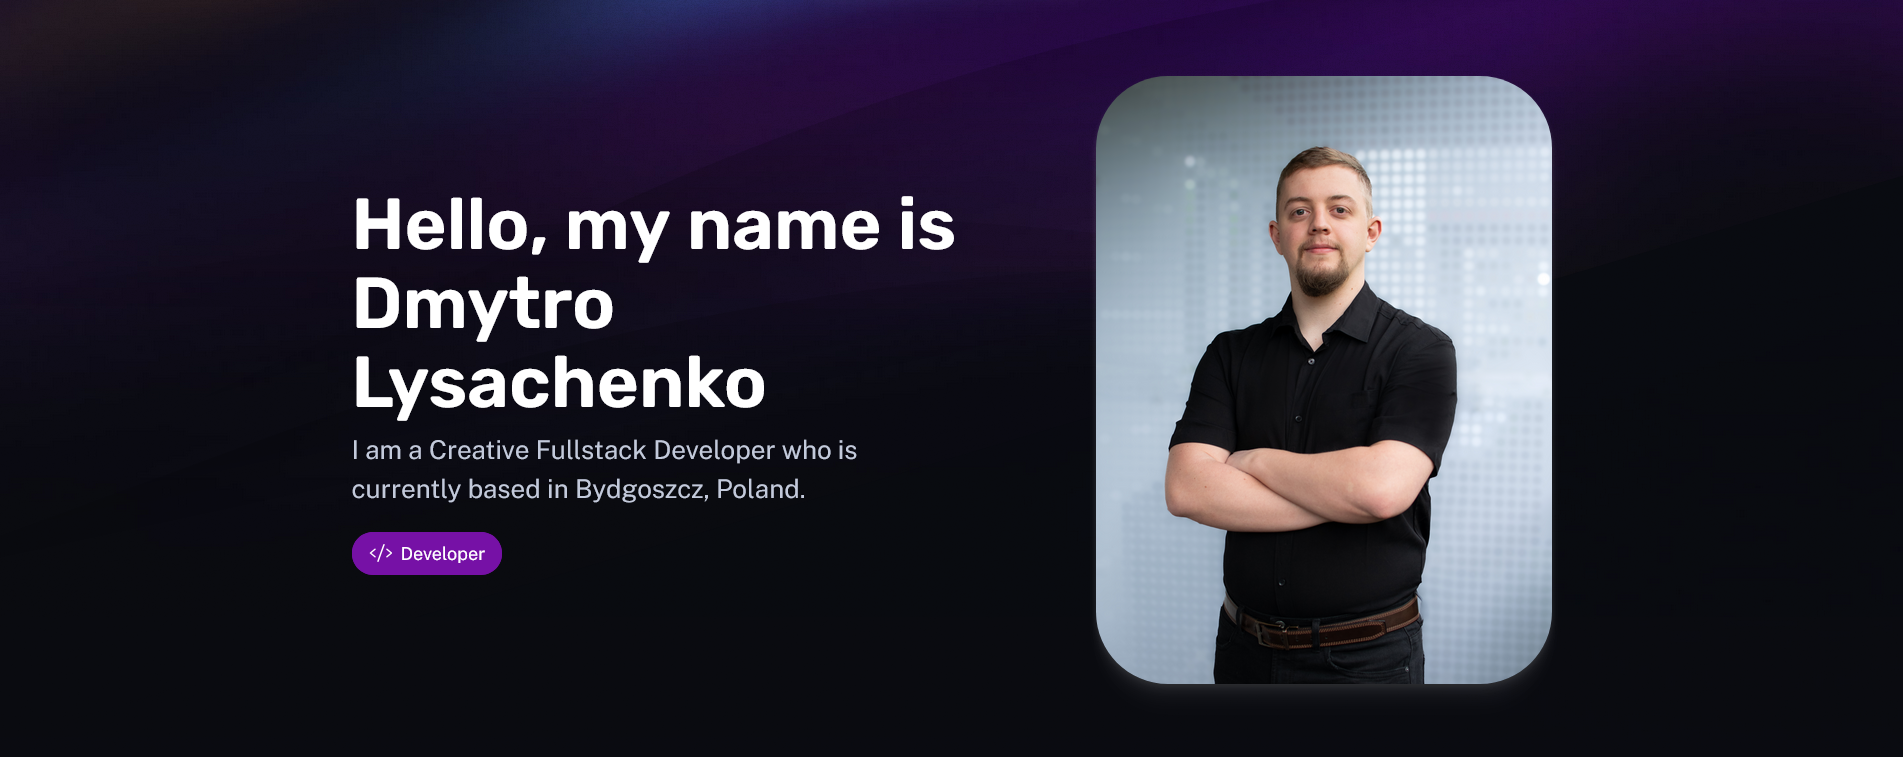 Hello, my name is
Dmytro
Lysachenko
I am a Creative Fullstack Developer who is
currently based in Bydgoszcz, Poland.
</> Developer